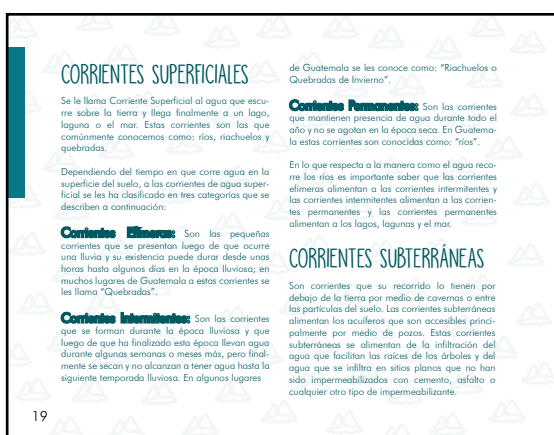 CORRIENTES SUPERFICIALES
Se le llama Corriente Superficial al agua que escu-
rre sobre la tierra y llega finalmente a un lago,
laguna o el mar. Estas corrientes son las que
comúnmente conocemos como: ríos, riachuelos y
quebradas.
Dependiendo del tiempo en que corre agua en la
superficie del suelo, a las corrientes de agua super-
ficial se les ha clasificado en tres categorías que se
describen a continuación:
Corrientes Efímeras: Son las pequeñas
corrientes que se presentan luego de que ocurre
una lluvia y su existencia puede durar desde unas
horas hasta algunos días en la época lluviosa; en
muchos lugares de Guatemala a estas corrientes se
les llama "Quebradas".
Corrientes Intermitentes: Son las corrientes
que se forman durante la época lluviosa y que
luego de que ha finalizado esta época llevan agua
durante algunas semanas o meses más, pero final-
mente se secan y no alcanzan a tener agua hasta la
siguiente temporada lluviosa. En algunos lugares
de Guatemala se les conoce como: "Riachuelos o
Quebradas de Invierno".
Corrientes Permanentes: Son las corrientes
que mantienen presencia de agua durante todo el
año y no se agotan en la época seca. En Guatema-
la estas corrientes son conocidas como: "ríos".
En lo que respecta a la manera como el agua reco-
rre los ríos es importante saber que las corrientes
efímeras alimentan a las corrientes intermitentes y
las corrientes intermitentes alimentan a las corrien-
tes permanentes y las corrientes permanentes
alimentan a los lagos, lagunas y el mar.
CORRIENTES SUBTERRÁNEAS
Son corrientes que su recorrido lo tienen por
debajo de la tierra por medio de cavernas o entre
las partículas del suelo. Las corrientes subterráneas
alimentan los acuíferos que son accesibles princi-
palmente por medio de pozos. Estas corrientes
subterráneas se alimentan de la infiltración del
agua que facilitan las raíces de los árboles y del
agua que se infiltra en sitios planos que no han
sido impermeabilizados con cemento, asfalto o
cualquier otro tipo de impermeabilizante.
19